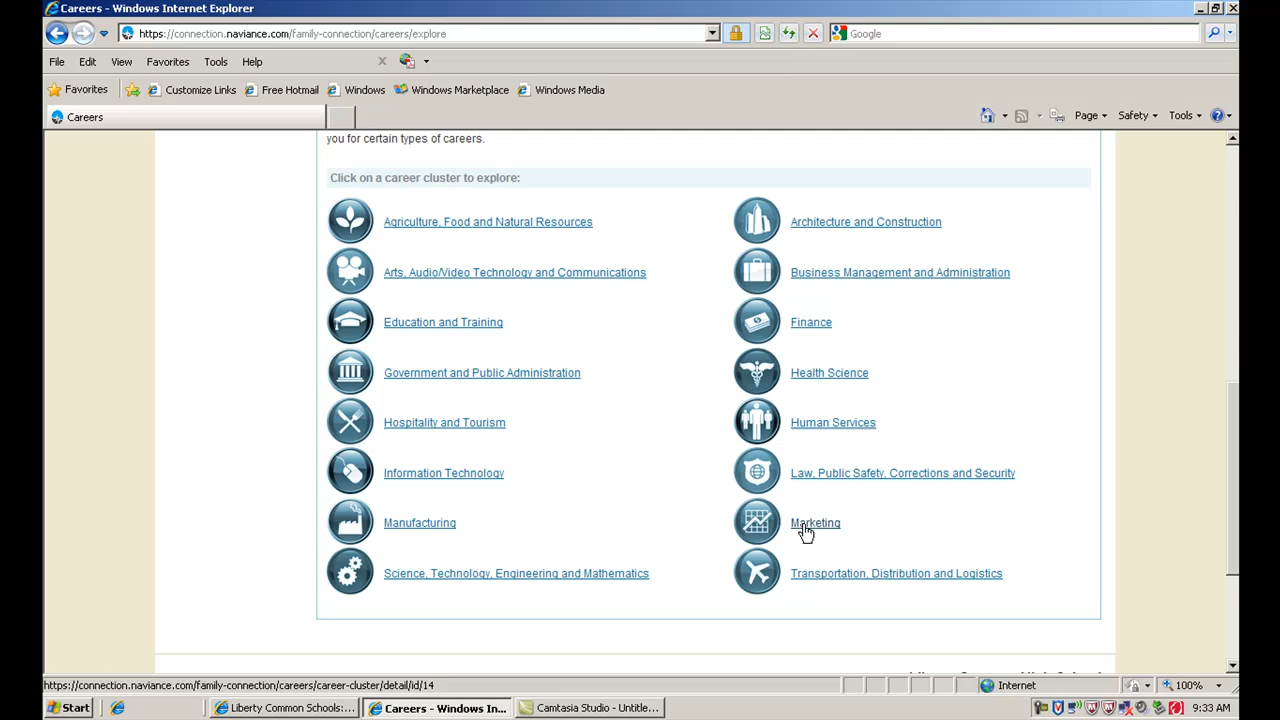 Careers - Windows Internet Explorer
https://connection.naviance.com/family-connection/careers/explore
Google
File Edit View Favorites Tools Help
Favorites Customize Links Free Hotmail Windows Windows Marketplace Windows Media
Careers
Page Safety Tools
you for certain types of careers.
Click on a career cluster to explore:
Agriculture, Food and Natural Resources
Architecture and Construction
Arts, Audio/Video Technology and Communications
Business Management and Administration
Education and Training
Finance
Government and Public Administration
Health Science
Hospitality and Tourism
Human Services
Information Technology
Law, Public Safety, Corrections and Security
Manufacturing
Marketing
Science, Technology, Engineering and Mathematics
Transportation, Distribution and Logistics
https://connection.naviance.com/family-connection/careers/career-cluster/detail/id/14
Internet
100%
Start
Liberty Common Schools:...
Careers - Windows In...
Camtasia Studio - Untitle...
9:33 AM